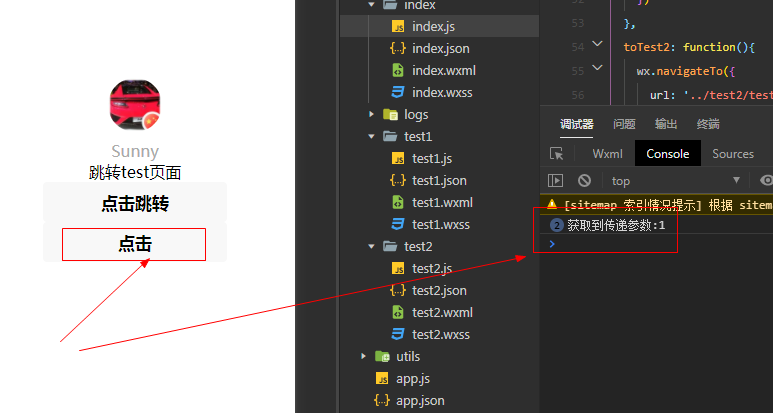 Sunny
跳转test页面
点击跳转
点击
index
index.js
index.json
index.wxml
index.wxss
logs
test1
test1.js
test1.json
test1.wxml
test1.wxss
test2
test2.js
test2.json
test2.wxml
test2.wxss
utils
app.js
app.json
52 })
53 },
54 toTest2: function(){
55 wx.navigateTo({
56 url: '../test2/test
调试器 问题 输出 终端
Wxml Console Sources
top
[sitemap 索引情况提示] 根据 sitem
2 获取到传递参数:1